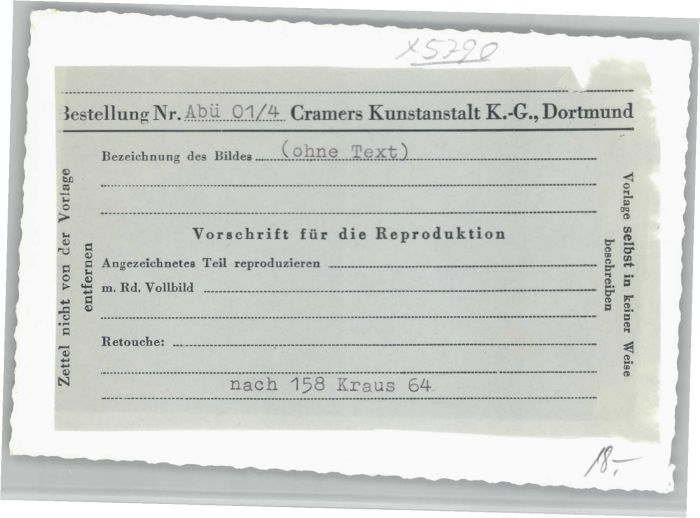 x5790
Bestellung Nr. Abü 01/4 Cramers Kunstanstalt K.-G., Dortmund
Bezeichnung des Bildes (ohne Text)
Vorschrift für die Reproduktion
Angezeichnetes Teil reproduzieren
m. Rd. Vollbild
Retouche:
nach 158 Kraus 64
Zettel nicht von der Vorlage
entfernen
Vorlage selbst in keiner Weise
beschreiben
18,-